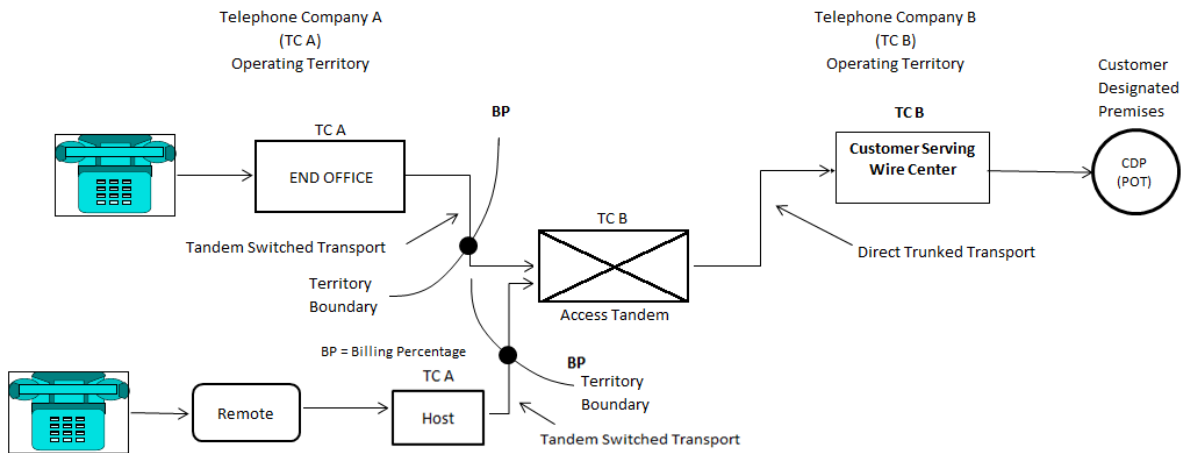 Telephone Company A
(TC A)
Operating Territory
Telephone Company B
(TC B)
Operating Territory
Customer
Designated
Premises
BP
TC A
END OFFICE
TC B
Customer Serving
Wire Center
CDP
(POT)
Tandem Switched Transport
TC B
Direct Trunked Transport
Territory
Boundary
Access Tandem
BP = Billing Percentage
BP
Territory
Boundary
TC A
Remote
Host
Tandem Switched Transport